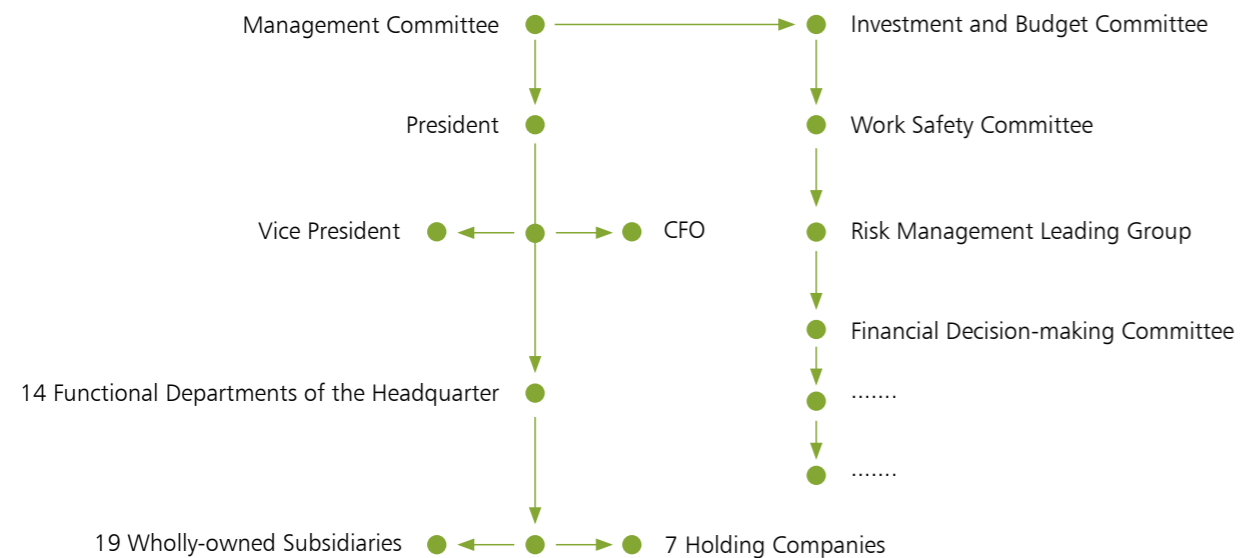 Management Committee
Investment and Budget Committee
President
Work Safety Committee
Vice President
CFO
Risk Management Leading Group
Financial Decision-making Committee
14 Functional Departments of the Headquarter
.......
.......
19 Wholly-owned Subsidiaries
7 Holding Companies